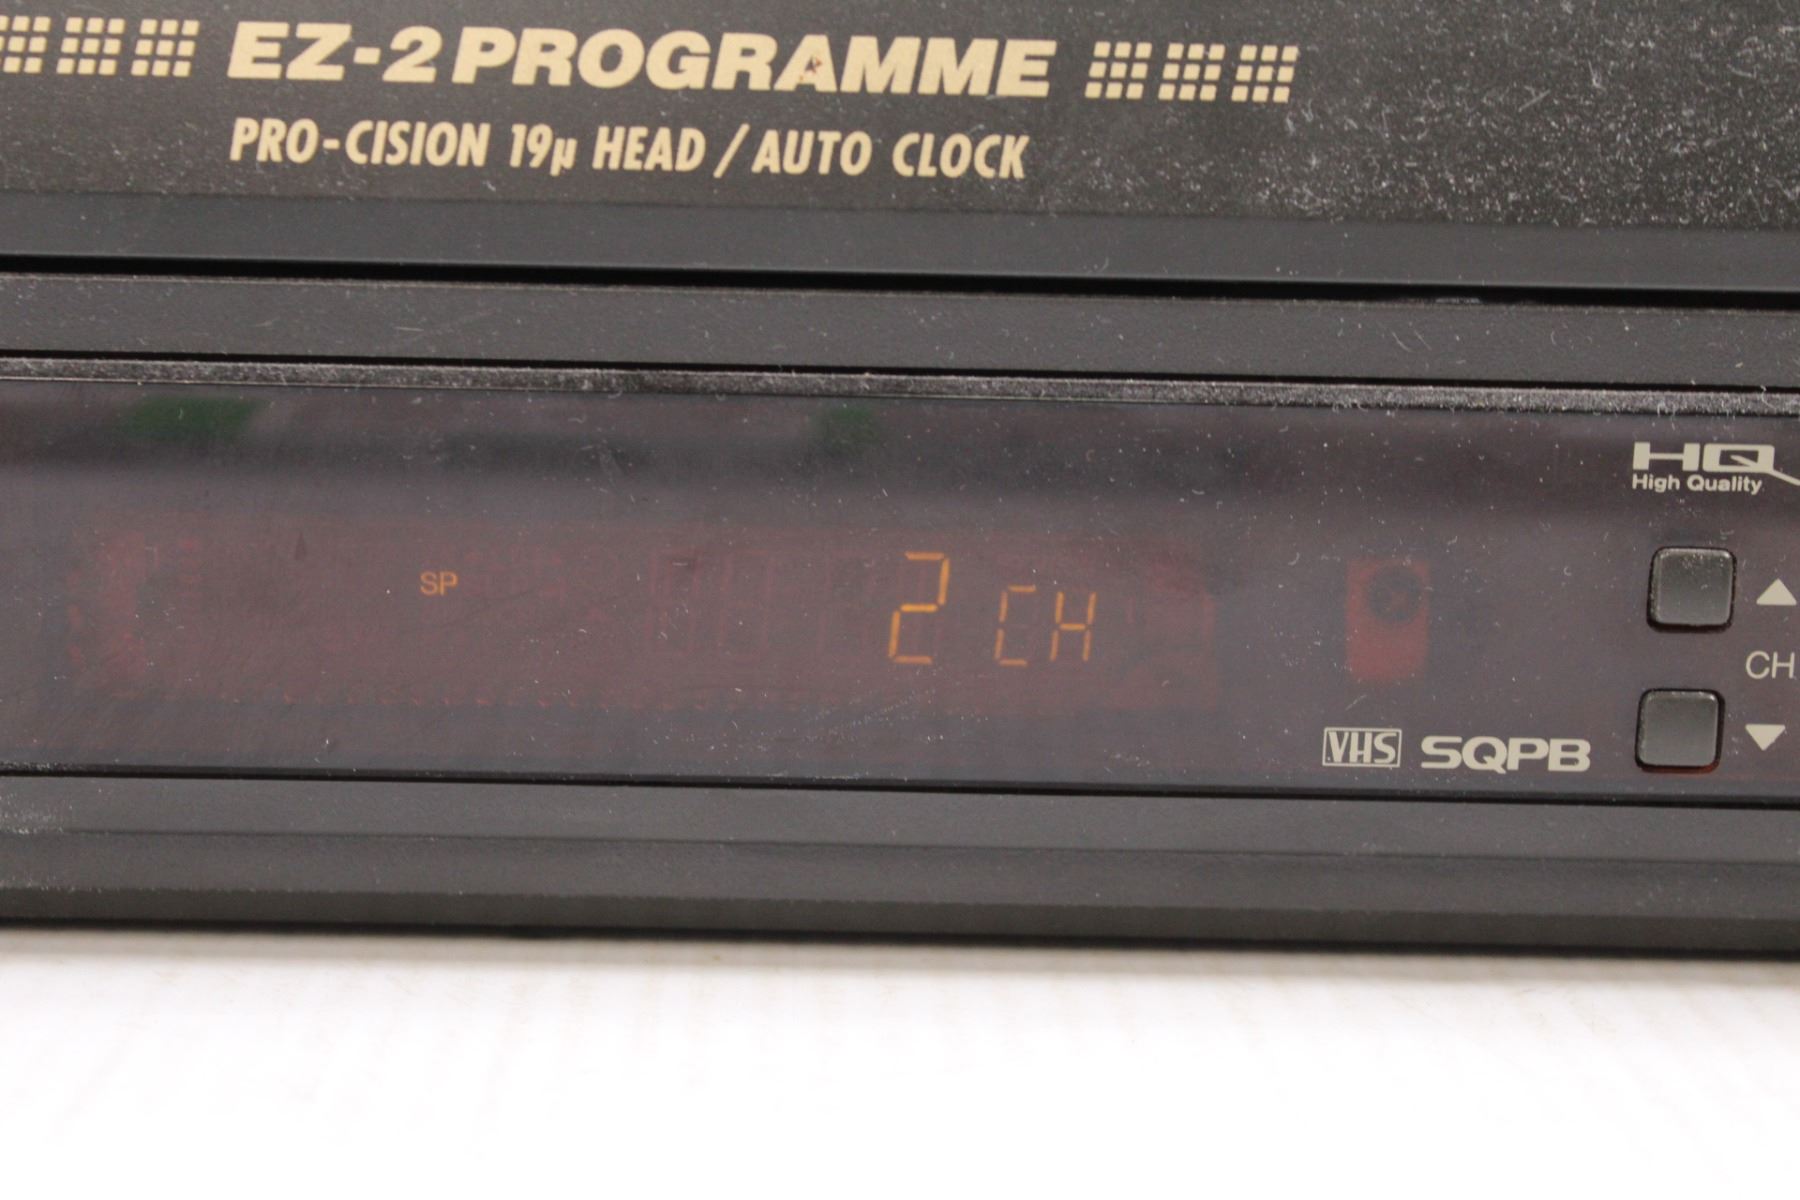 EZ-2 PROGRAMME
PRO-CISION 19µ HEAD / AUTO CLOCK
HQ
High Quality
SP
2 CH
CH
VHS SQPB